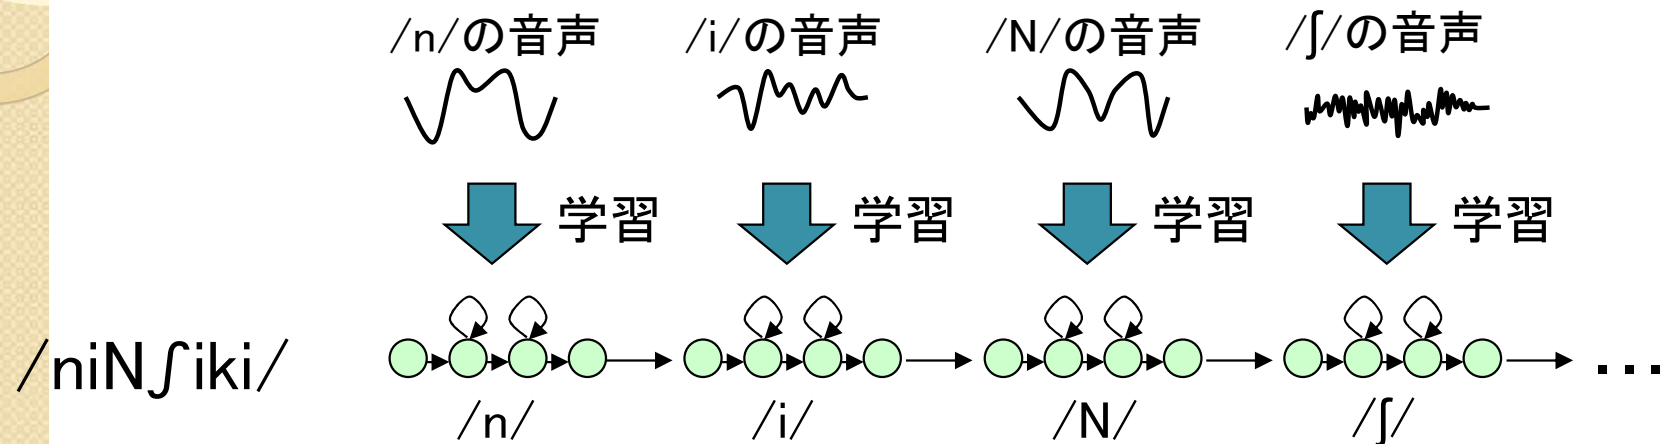 /n/の音声 /i/の音声 /N/の音声 /ʃ/の音声
学習 学習 学習 学習
/niNʃiki/ ...
/n/ /i/ /N/ /ʃ/